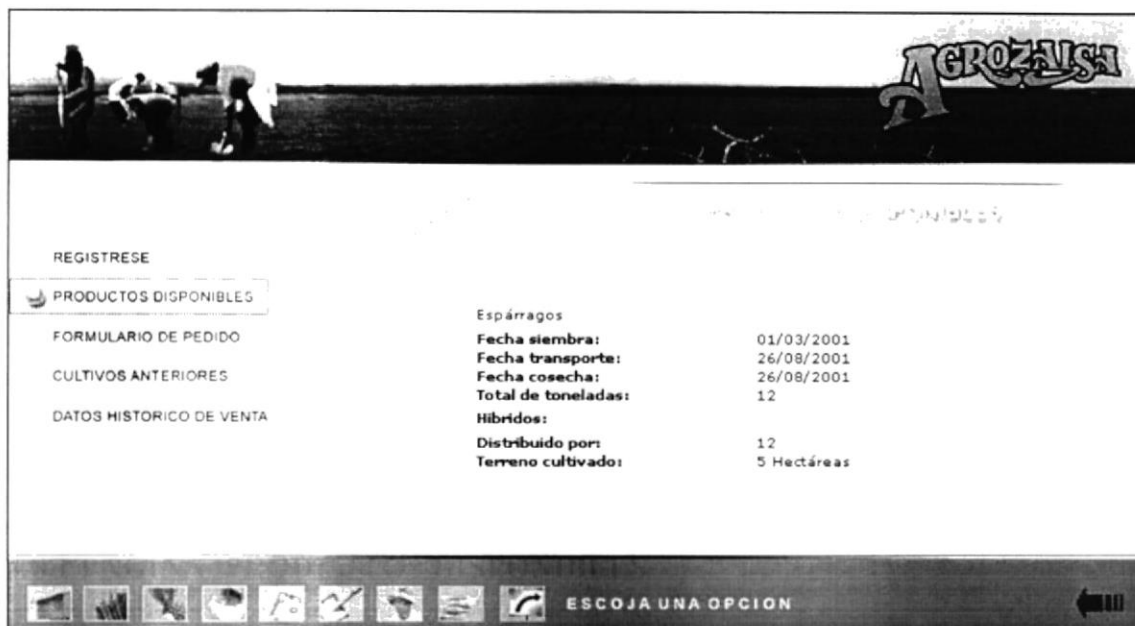 AGROZAISA
REGISTRESE
PRODUCTOS DISPONIBLES
FORMULARIO DE PEDIDO
CULTIVOS ANTERIORES
DATOS HISTORICO DE VENTA
Espárragos
Fecha siembra: 01/03/2001
Fecha transporte: 26/08/2001
Fecha cosecha: 26/08/2001
Total de toneladas: 12
Hibridos:
Distribuido por: 12
Terreno cultivado: 5 Hectáreas
ESCOJA UNA OPCION